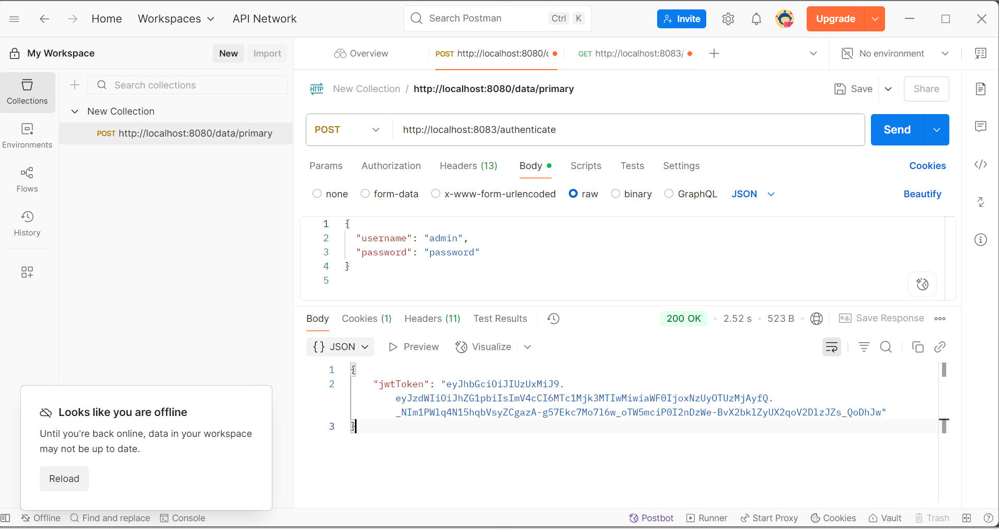 Home Workspaces API Network Search Postman Ctrl K Invite Upgrade
My Workspace New Import Overview POST http://localhost:8080/c GET http://localhost:8083/ No environment
Collections Search collections
New Collection
POST http://localhost:8080/data/primary
Environments
Flows
History
New Collection / http://localhost:8080/data/primary Save Share
POST http://localhost:8083/authenticate Send
Params Authorization Headers (13) Body Scripts Tests Settings Cookies
none form-data x-www-form-urlencoded raw binary GraphQL JSON Beautify
1 {
2 "username": "admin",
3 "password": "password"
4 }
5
Body Cookies (1) Headers (11) Test Results 200 OK 2.52 s 523 B e.g. Save Response
{} JSON Preview Visualize
1 {
2 "jwtToken": "eyJhbGciOiJIUzUxMiJ9.
eyJzdWIiOiJhZG1pbiIsImV4cCI6MTc1Mjk3MTIwMiwiaWF0IjoxNzUyOTUzMjAyfQ.
_NIm1PWlq4N15hqbVsyZCgazA-g57Ekc7Mo7l6w_oTW5mciP0I2nDzWe-BvX2bklZyUX2qoV2DlzJZs_QoDhJw"
3 }
Looks like you are offline
Until you're back online, data in your workspace
may not be up to date.
Reload
Offline Find and replace Console Postbot Runner Start Proxy Cookies Vault Trash